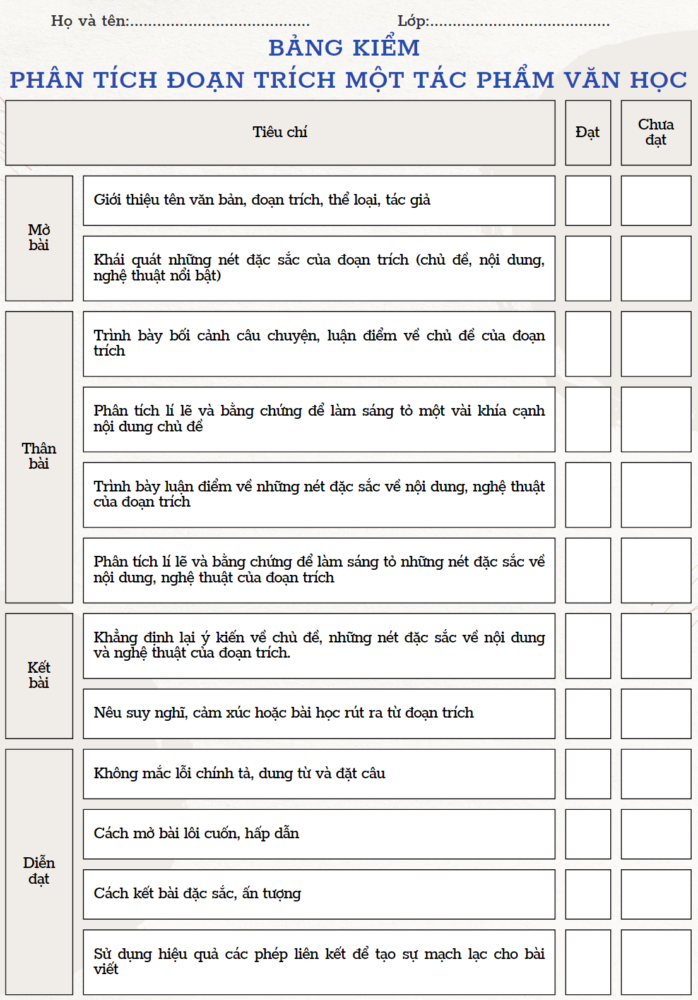 Họ và tên:........................................ Lớp:........................................
BẢNG KIỂM
PHÂN TÍCH ĐOẠN TRÍCH MỘT TÁC PHẨM VĂN HỌC
Tiêu chí
Đạt
Chưa
đạt
Mở
bài
Giới thiệu tên văn bản, đoạn trích, thể loại, tác giả
Khái quát những nét đặc sắc của đoạn trích (chủ đề, nội dung,
nghệ thuật nổi bật)
Thân
bài
Trình bày bối cảnh câu chuyện, luận điểm về chủ đề của đoạn
trích
Phân tích lí lẽ và bằng chứng để làm sáng tỏ một vài khía cạnh
nội dung chủ đề
Trình bày luận điểm về những nét đặc sắc về nội dung, nghệ thuật
của đoạn trích
Phân tích lí lẽ và bằng chứng để làm sáng tỏ những nét đặc sắc về
nội dung, nghệ thuật của đoạn trích
Kết
bài
Khẳng định lại ý kiến về chủ đề, những nét đặc sắc về nội dung
và nghệ thuật của đoạn trích.
Nêu suy nghĩ, cảm xúc hoặc bài học rút ra từ đoạn trích
Diễn
đạt
Không mắc lỗi chính tả, dung từ và đặt câu
Cách mở bài lôi cuốn, hấp dẫn
Cách kết bài đặc sắc, ấn tượng
Sử dụng hiệu quả các phép liên kết để tạo sự mạch lạc cho bài
viết